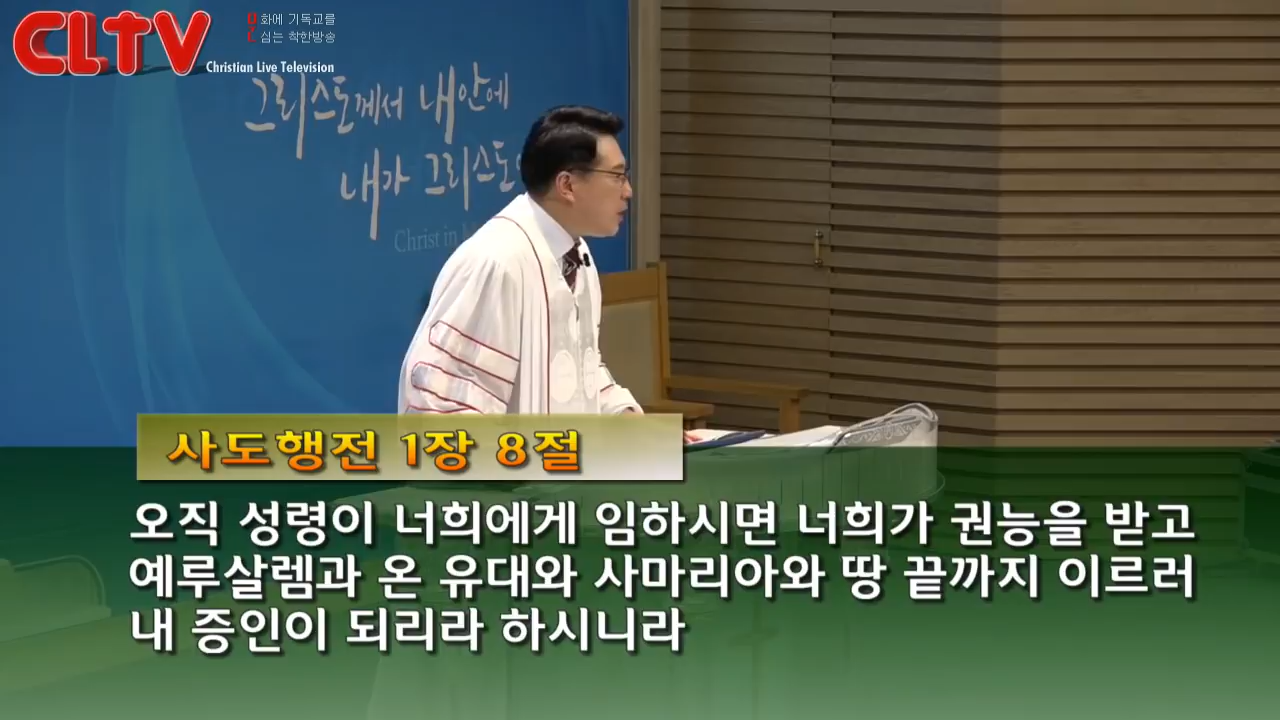 CLTV
문화에 기독교를
심는 착한방송
Christian Live Television
그리스도께서 내안에
내가 그리스도
Christ in
사도행전 1장 8절
오직 성령이 너희에게 임하시면 너희가 권능을 받고
예루살렘과 온 유대와 사마리아와 땅 끝까지 이르러
내 증인이 되리라 하시니라